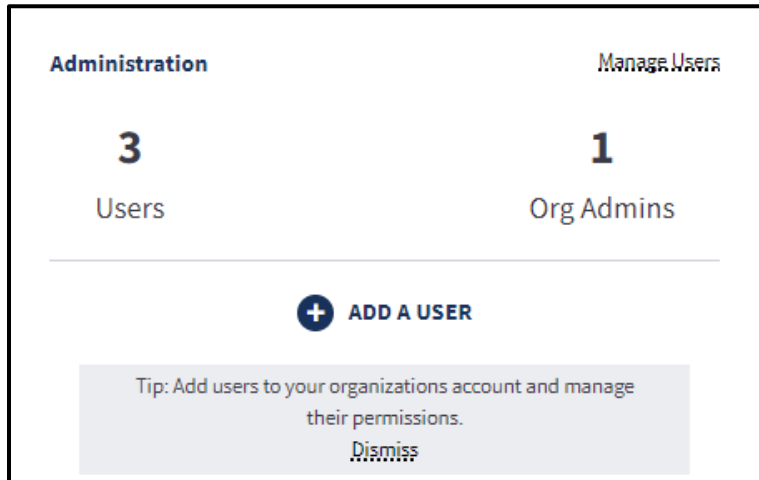 Administration
Manage Users
3
1
Users
Org Admins
ADD A USER
Tip: Add users to your organizations account and manage
their permissions.
Dismiss